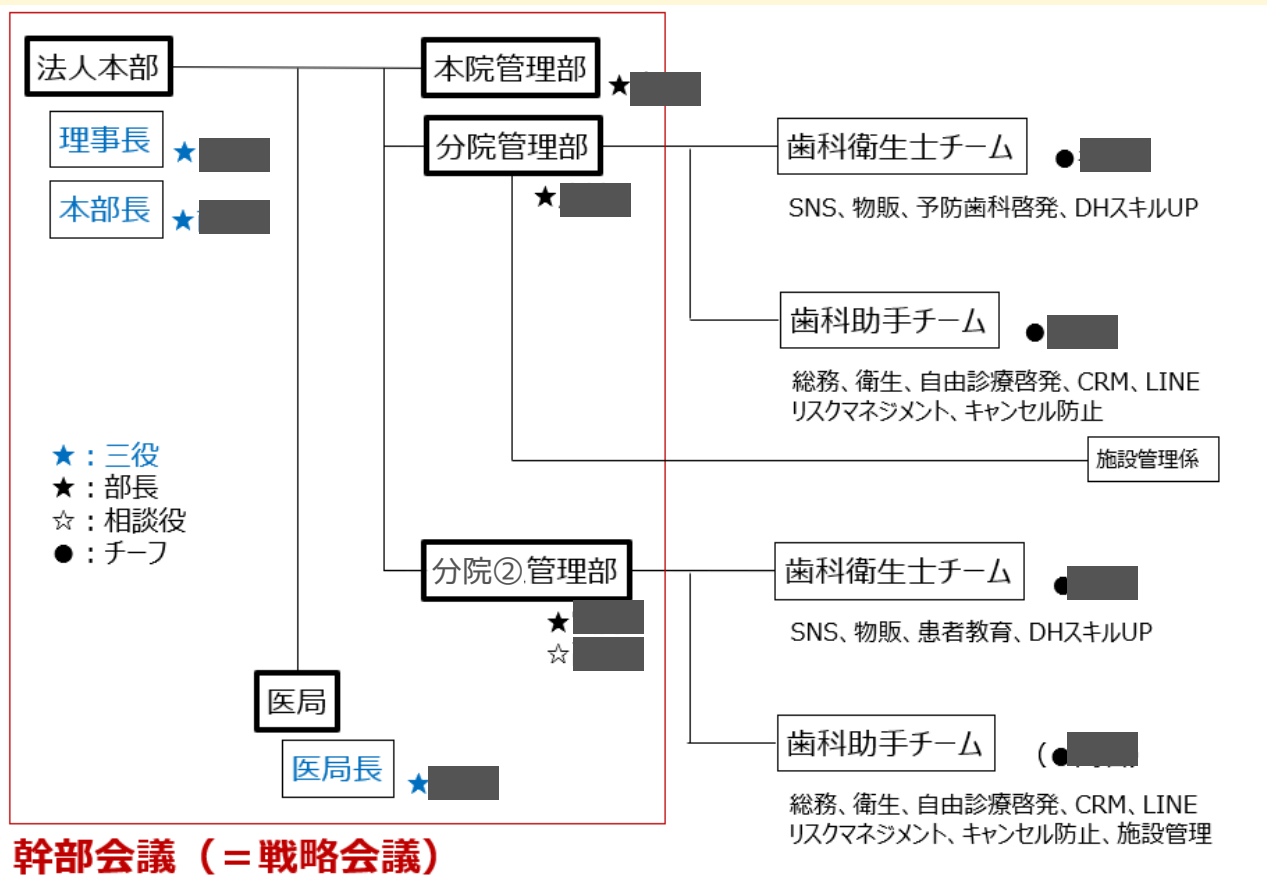 法人本部
理事長 ★
本部長 ★
本院管理部
★
分院管理部
★
歯科衛生士チーム ●
SNS、物販、予防歯科啓発、DHスキルUP
歯科助手チーム ●
総務、衛生、自由診療啓発、CRM、LINE
リスクマネジメント、キャンセル防止
施設管理係
★：三役
★：部長
☆：相談役
●：チーフ
分院②管理部
★
☆
歯科衛生士チーム ●
SNS、物販、患者教育、DHスキルUP
歯科助手チーム （●）
総務、衛生、自由診療啓発、CRM、LINE
リスクマネジメント、キャンセル防止、施設管理
医局
医局長 ★
幹部会議（＝戦略会議）